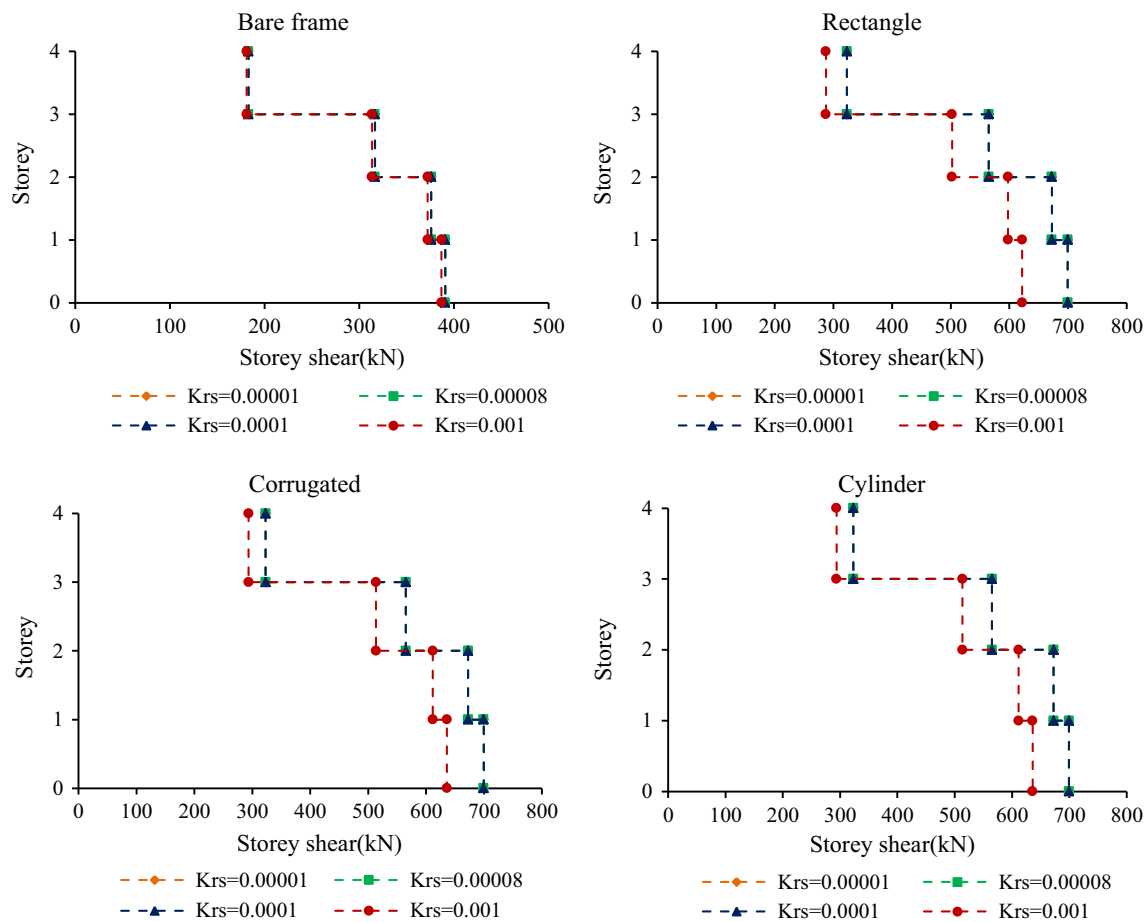 Bare frame
4
3
2
1
0
Storey
0 100 200 300 400 500
Storey shear(kN)
Krs=0.00001 Krs=0.00008
Krs=0.0001 Krs=0.001
Rectangle
4
3
2
1
0
Storey
0 100 200 300 400 500 600 700 800
Storey shear(kN)
Krs=0.00001 Krs=0.00008
Krs=0.0001 Krs=0.001
Corrugated
4
3
2
1
0
Storey
0 100 200 300 400 500 600 700 800
Storey shear(kN)
Krs=0.00001 Krs=0.00008
Krs=0.0001 Krs=0.001
Cylinder
4
3
2
1
0
Storey
0 100 200 300 400 500 600 700 800
Storey shear(kN)
Krs=0.00001 Krs=0.00008
Krs=0.0001 Krs=0.001